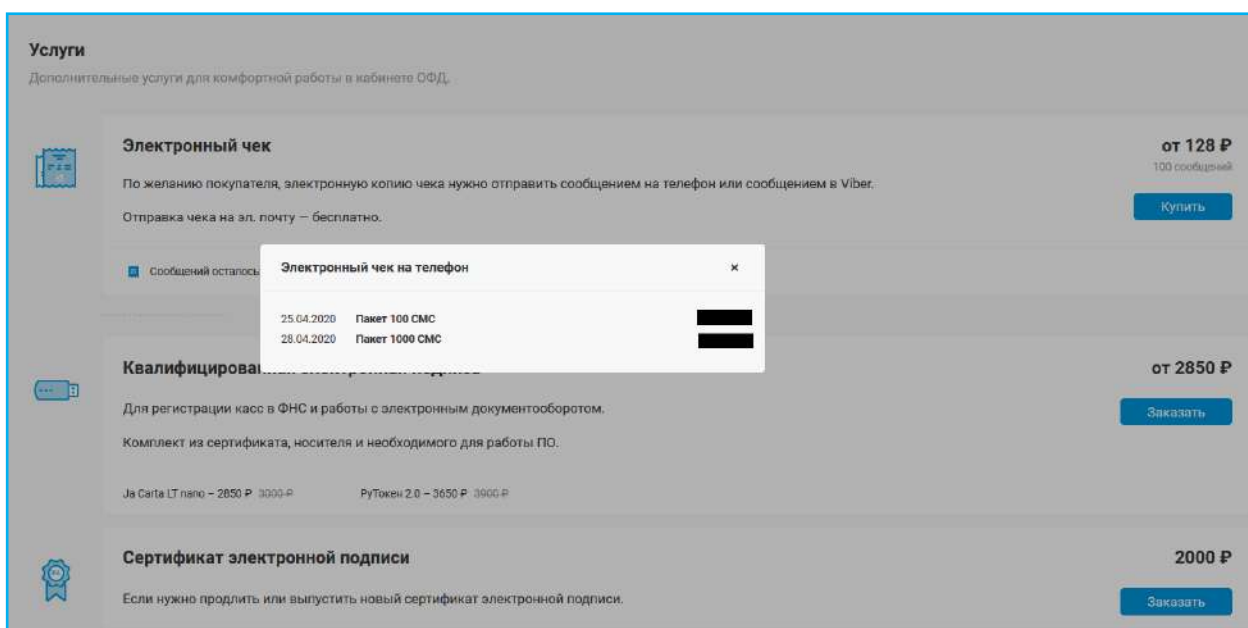 Услуги
Дополнительные услуги для комфортной работы в кабинете ОФД.
Электронный чек
от 128 ₽
100 сообщений
По желанию покупателя, электронную копию чека нужно отправить сообщением на телефон или сообщением в Viber.
Купить
Отправка чека на эл. почту — бесплатно.
Сообщений осталось
Электронный чек на телефон ×
25.04.2020 Пакет 100 СМС
28.04.2020 Пакет 1000 СМС
от 2850 ₽
Для регистрации касс в ФНС и работы с электронным документооборотом.
Заказать
Комплект из сертификата, носителя и необходимого для работы ПО.
Ja Carta LT nano – 2850 ₽ 3000 ₽ РуТокен 2.0 – 3650 ₽ 3900 ₽
Сертификат электронной подписи
2000 ₽
Если нужно продлить или выпустить новый сертификат электронной подписи.
Заказать